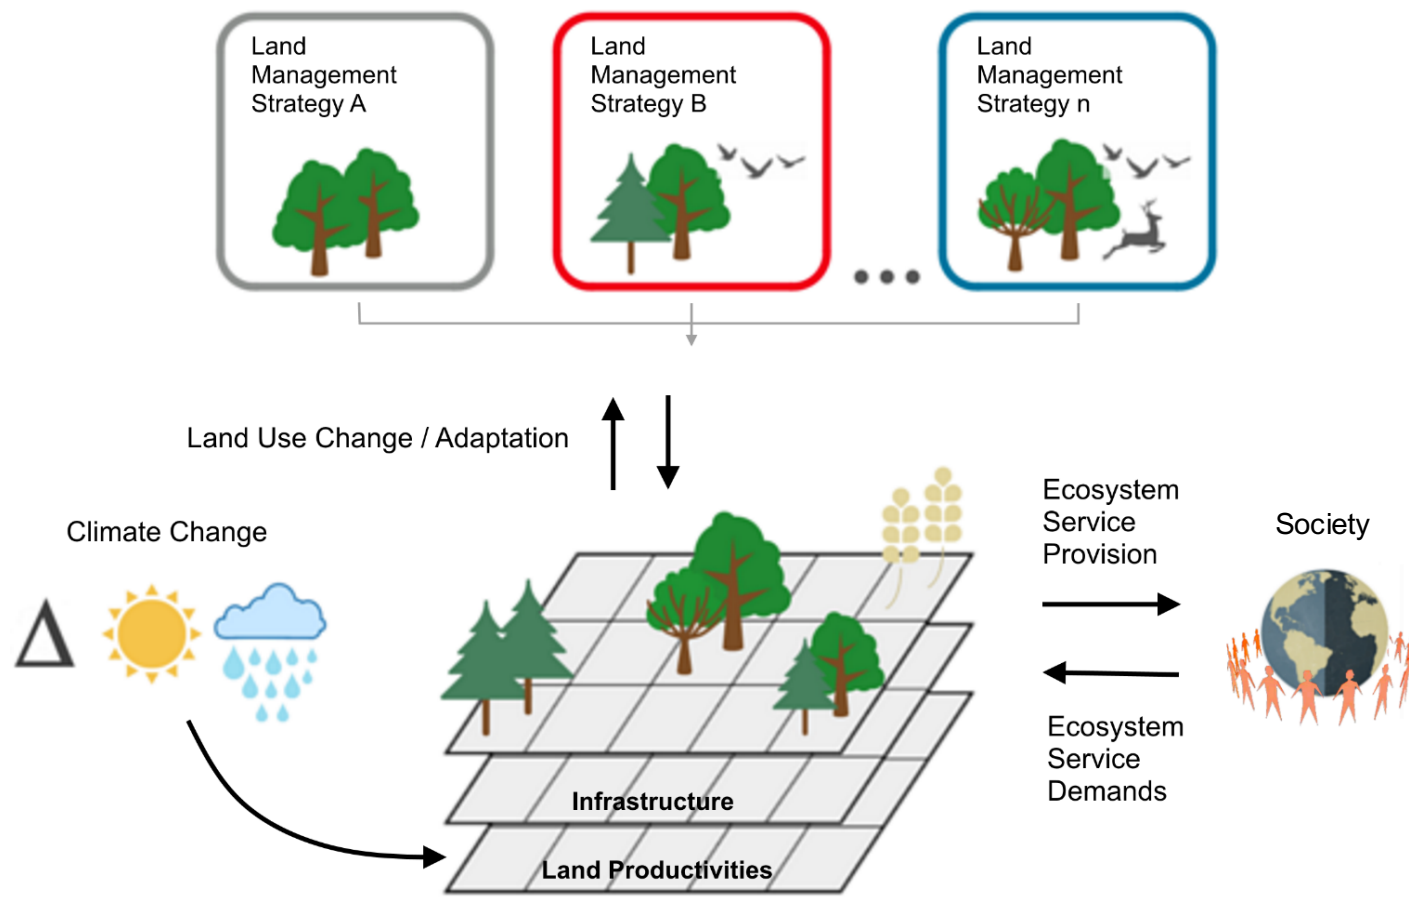 Land
Management
Strategy A
Land
Management
Strategy B
Land
Management
Strategy n
Land Use Change / Adaptation
Climate Change
Δ
Ecosystem
Service
Provision
Society
Ecosystem
Service
Demands
Infrastructure
Land Productivities